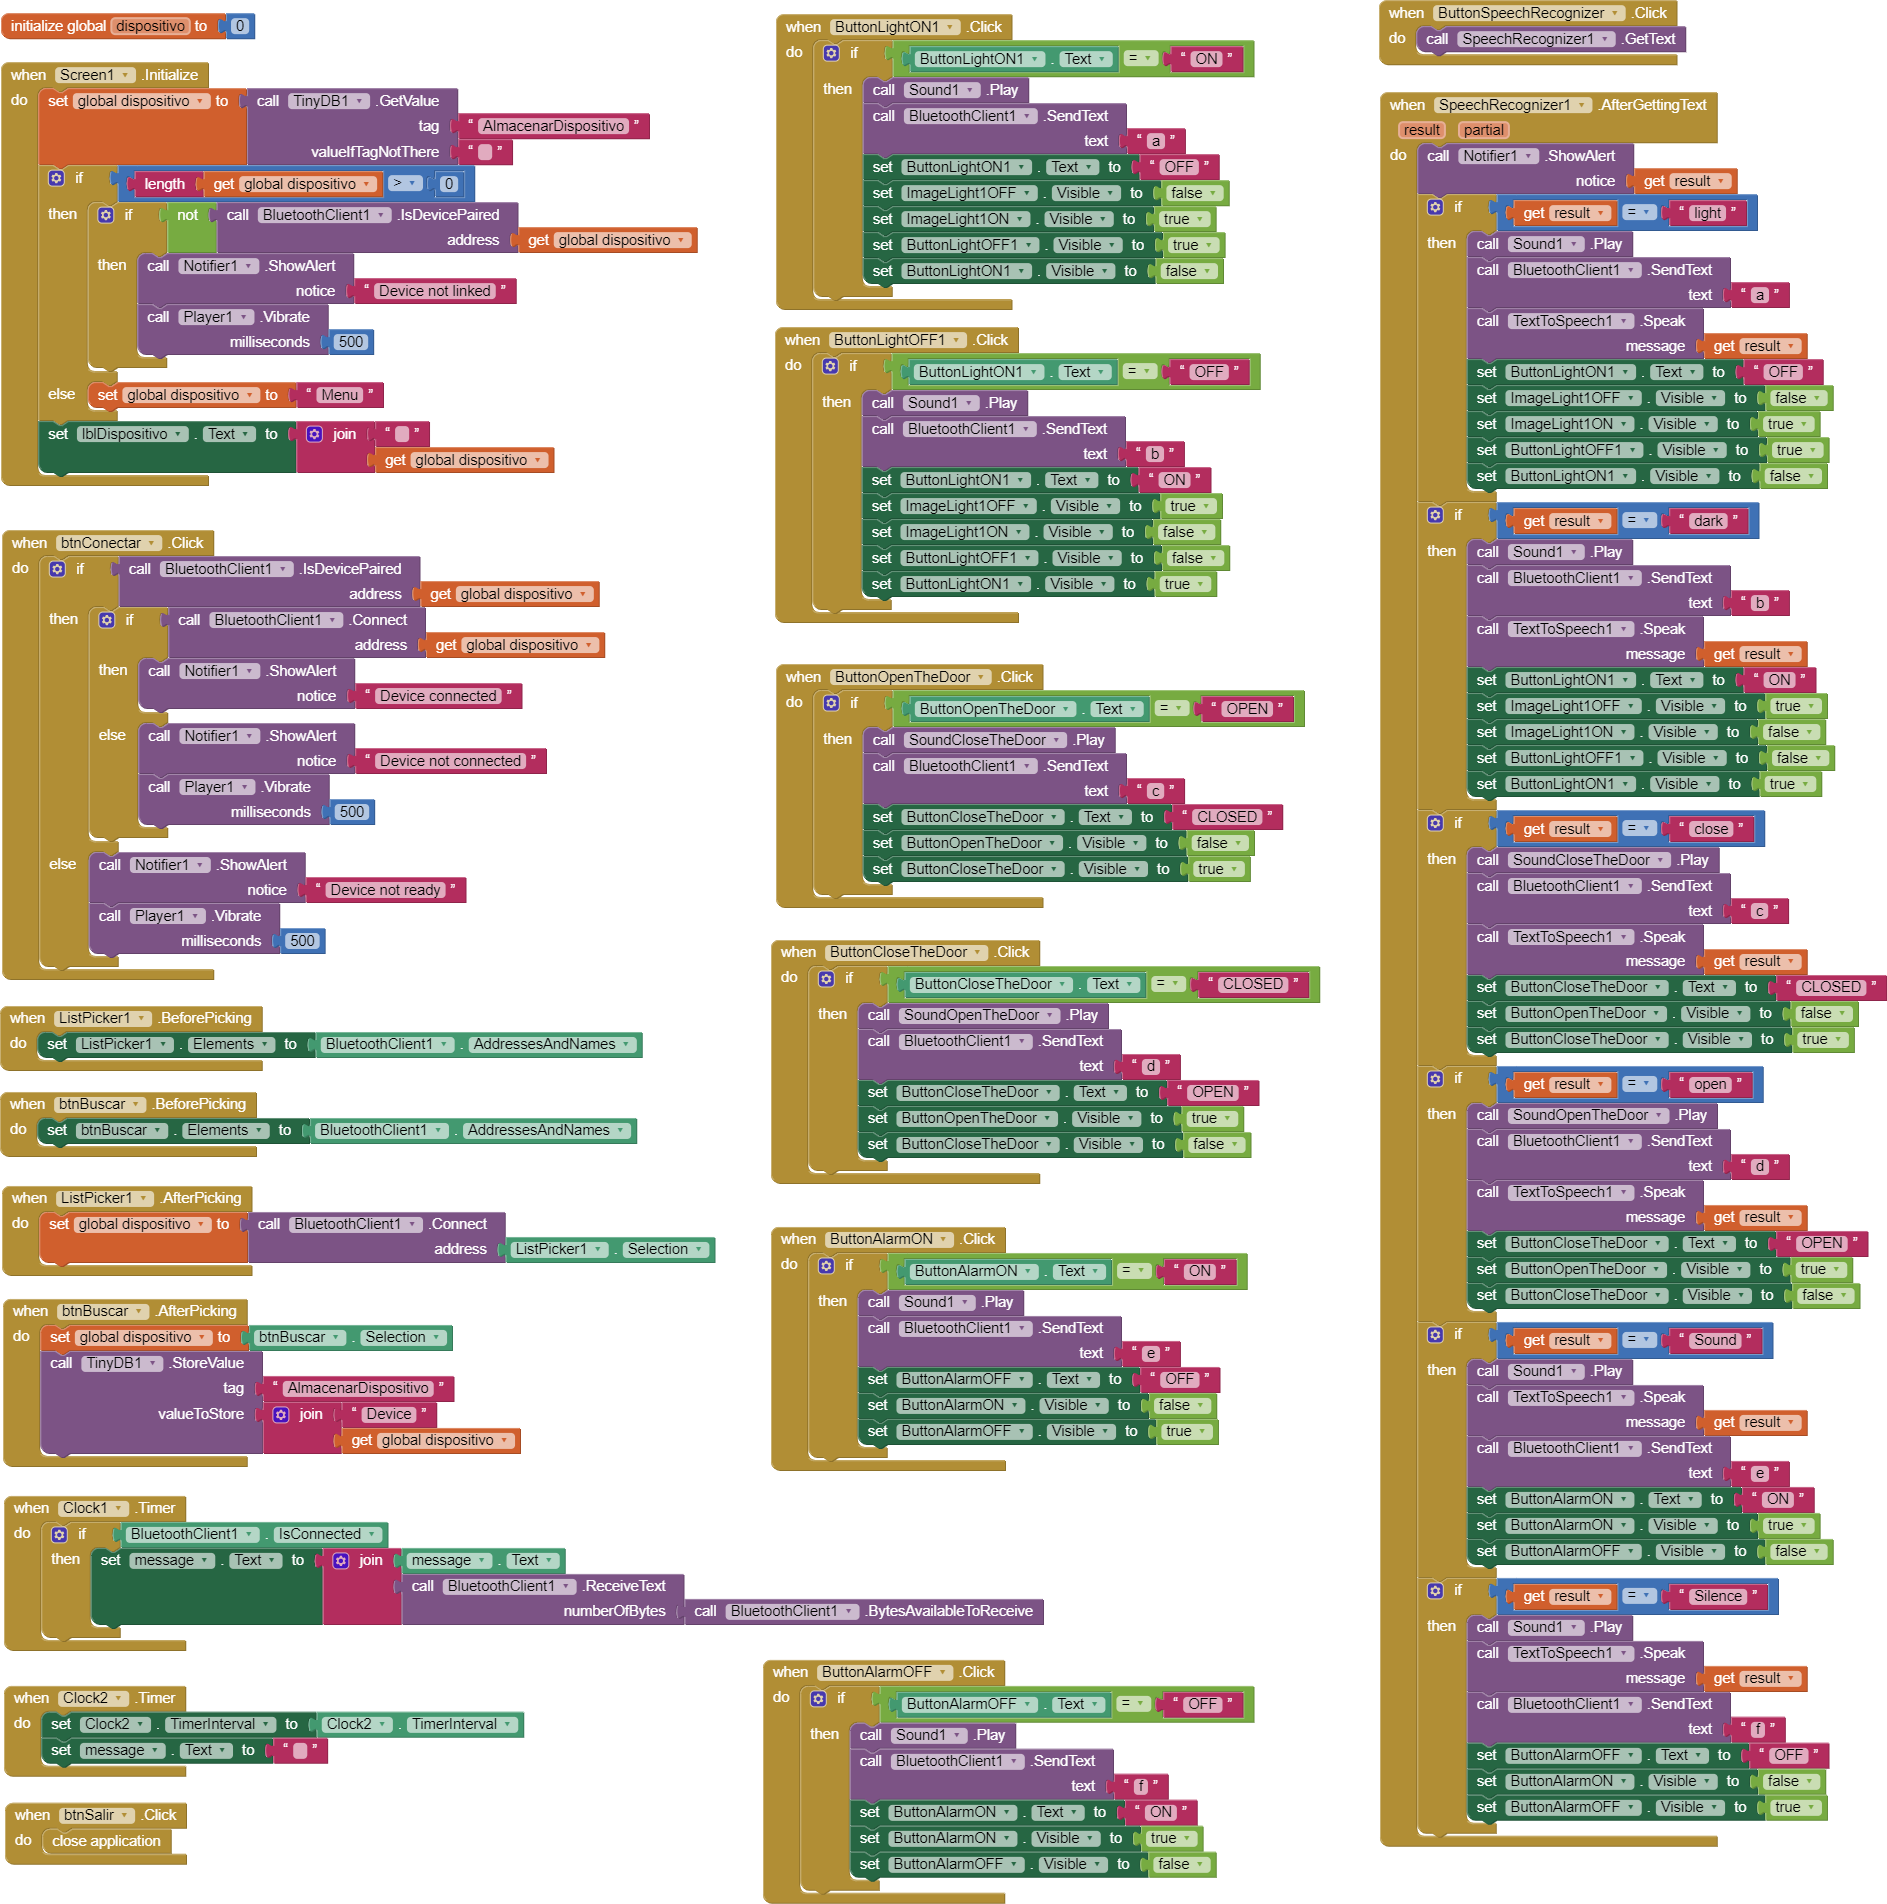 initialize global dispositivo to 0
when Screen1 .Initialize
do set global dispositivo to call TinyDB1 .GetValue
tag " AlmacenarDispositivo "
valueIfTagNotThere " "
if length get global dispositivo > 0
then if not call BluetoothClient1 .IsDevicePaired
address get global dispositivo
then call Notifier1 .ShowAlert
notice " Device not linked "
call Player1 .Vibrate
milliseconds 500
else set global dispositivo to " Menu "
set lblDispositivo . Text to join " "
get global dispositivo
when btnConectar .Click
do if call BluetoothClient1 .IsDevicePaired
address get global dispositivo
then if call BluetoothClient1 .Connect
address get global dispositivo
then call Notifier1 .ShowAlert
notice " Device connected "
else call Notifier1 .ShowAlert
notice " Device not connected "
call Player1 .Vibrate
milliseconds 500
else call Notifier1 .ShowAlert
notice " Device not ready "
call Player1 .Vibrate
milliseconds 500
when ListPicker1 .BeforePicking
do set ListPicker1 . Elements to BluetoothClient1 . AddressesAndNames
when btnBuscar .BeforePicking
do set btnBuscar . Elements to BluetoothClient1 . AddressesAndNames
when ListPicker1 .AfterPicking
do set global dispositivo to call BluetoothClient1 .Connect
address ListPicker1 . Selection
when btnBuscar .AfterPicking
do set global dispositivo to btnBuscar . Selection
call TinyDB1 .StoreValue
tag " AlmacenarDispositivo "
valueToStore join " Device "
get global dispositivo
when Clock1 .Timer
do if BluetoothClient1 . IsConnected
then set message . Text to join message . Text
call BluetoothClient1 .ReceiveText
numberOfBytes call BluetoothClient1 .BytesAvailableToReceive
when Clock2 .Timer
do set Clock2 . TimerInterval to Clock2 . TimerInterval
set message . Text to " "
when btnSalir .Click
do close application
when ButtonLightON1 .Click
do if ButtonLightON1 . Text = " ON "
then call Sound1 .Play
call BluetoothClient1 .SendText
text " a "
set ButtonLightON1 . Text to " OFF "
set ImageLight1OFF . Visible to false
set ImageLight1ON . Visible to true
set ButtonLightOFF1 . Visible to true
set ButtonLightON1 . Visible to false
when ButtonLightOFF1 .Click
do if ButtonLightON1 . Text = " OFF "
then call Sound1 .Play
call BluetoothClient1 .SendText
text " b "
set ButtonLightON1 . Text to " ON "
set ImageLight1OFF . Visible to true
set ImageLight1ON . Visible to false
set ButtonLightOFF1 . Visible to false
set ButtonLightON1 . Visible to true
when ButtonOpenTheDoor .Click
do if ButtonOpenTheDoor . Text = " OPEN "
then call SoundCloseTheDoor .Play
call BluetoothClient1 .SendText
text " c "
set ButtonCloseTheDoor . Text to " CLOSED "
set ButtonOpenTheDoor . Visible to false
set ButtonCloseTheDoor . Visible to true
when ButtonCloseTheDoor .Click
do if ButtonCloseTheDoor . Text = " CLOSED "
then call SoundOpenTheDoor .Play
call BluetoothClient1 .SendText
text " d "
set ButtonCloseTheDoor . Text to " OPEN "
set ButtonOpenTheDoor . Visible to true
set ButtonCloseTheDoor . Visible to false
when ButtonAlarmON .Click
do if ButtonAlarmON . Text = " ON "
then call Sound1 .Play
call BluetoothClient1 .SendText
text " e "
set ButtonAlarmOFF . Text to " OFF "
set ButtonAlarmON . Visible to false
set ButtonAlarmOFF . Visible to true
when ButtonAlarmOFF .Click
do if ButtonAlarmOFF . Text = " OFF "
then call Sound1 .Play
call BluetoothClient1 .SendText
text " f "
set ButtonAlarmON . Text to " ON "
set ButtonAlarmON . Visible to true
set ButtonAlarmOFF . Visible to false
when ButtonSpeechRecognizer .Click
do call SpeechRecognizer1 .GetText
when SpeechRecognizer1 .AfterGettingText
result partial
do call Notifier1 .ShowAlert
notice get result
if get result = " light "
then call Sound1 .Play
call BluetoothClient1 .SendText
text " a "
call TextToSpeech1 .Speak
message get result
set ButtonLightON1 . Text to " OFF "
set ImageLight1OFF . Visible to false
set ImageLight1ON . Visible to true
set ButtonLightOFF1 . Visible to true
set ButtonLightON1 . Visible to false
if get result = " dark "
then call Sound1 .Play
call BluetoothClient1 .SendText
text " b "
call TextToSpeech1 .Speak
message get result
set ButtonLightON1 . Text to " ON "
set ImageLight1OFF . Visible to true
set ImageLight1ON . Visible to false
set ButtonLightOFF1 . Visible to false
set ButtonLightON1 . Visible to true
if get result = " close "
then call SoundCloseTheDoor .Play
call BluetoothClient1 .SendText
text " c "
call TextToSpeech1 .Speak
message get result
set ButtonCloseTheDoor . Text to " CLOSED "
set ButtonOpenTheDoor . Visible to false
set ButtonCloseTheDoor . Visible to true
if get result = " open "
then call SoundOpenTheDoor .Play
call BluetoothClient1 .SendText
text " d "
call TextToSpeech1 .Speak
message get result
set ButtonCloseTheDoor . Text to " OPEN "
set ButtonOpenTheDoor . Visible to true
set ButtonCloseTheDoor . Visible to false
if get result = " Sound "
then call Sound1 .Play
call TextToSpeech1 .Speak
message get result
call BluetoothClient1 .SendText
text " e "
set ButtonAlarmON . Text to " ON "
set ButtonAlarmON . Visible to true
set ButtonAlarmOFF . Visible to false
if get result = " Silence "
then call Sound1 .Play
call TextToSpeech1 .Speak
message get result
call BluetoothClient1 .SendText
text " f "
set ButtonAlarmOFF . Text to " OFF "
set ButtonAlarmON . Visible to false
set ButtonAlarmOFF . Visible to true